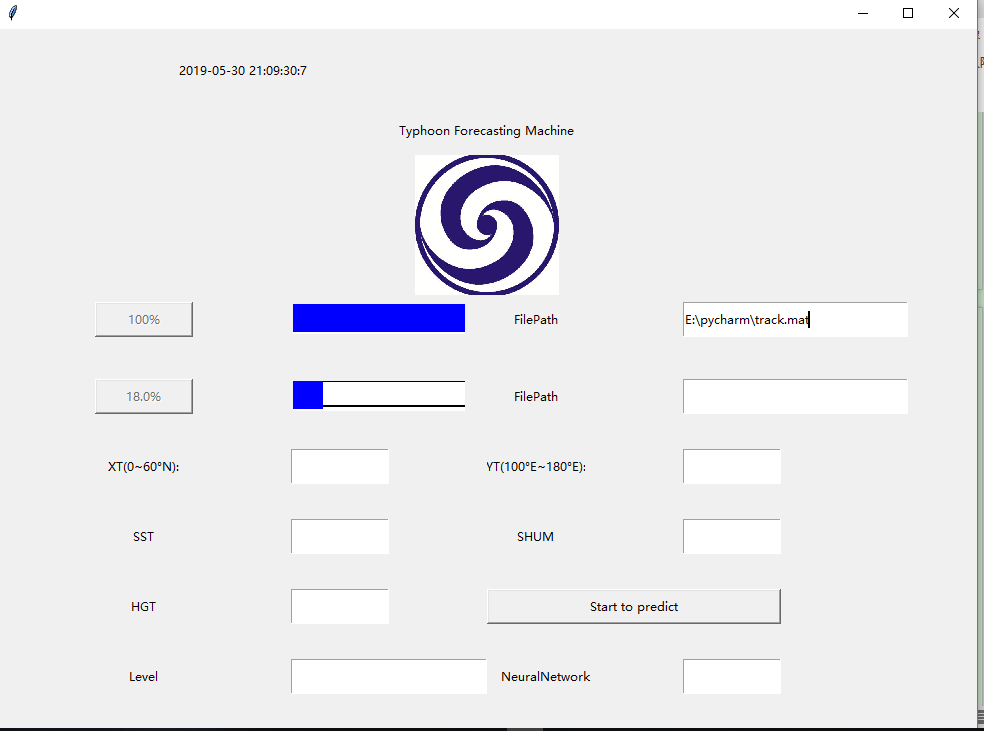 2019-05-30 21:09:30:7
Typhoon Forecasting Machine
100% FilePath E:\pycharm\track.mat
18.0% FilePath
XT(0~60°N): YT(100°E~180°E):
SST SHUM
HGT Start to predict
Level NeuralNetwork